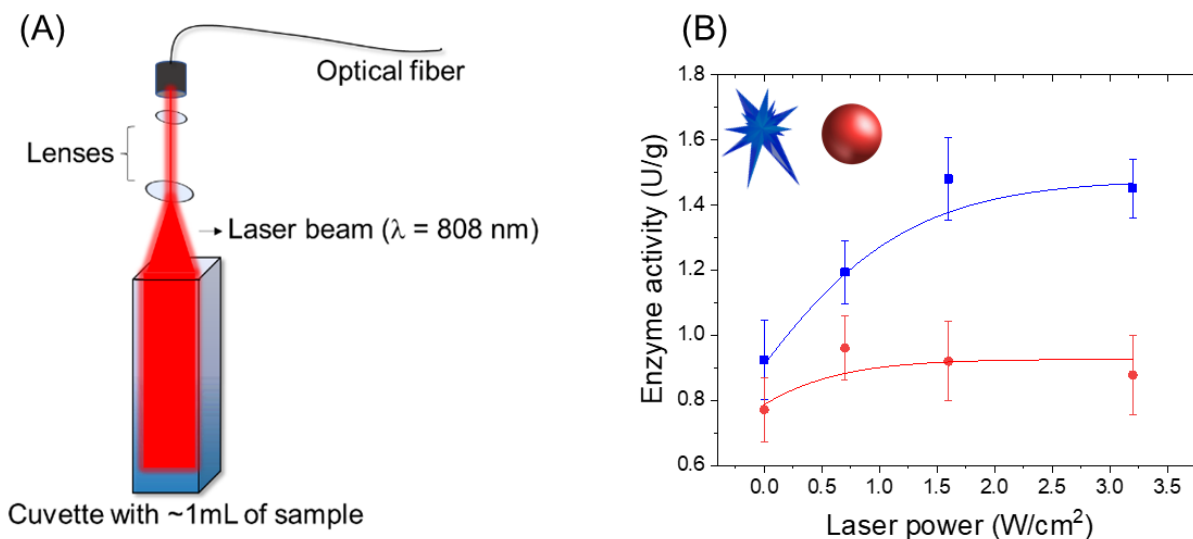 (A)
Optical fiber
Lenses
Laser beam (λ = 808 nm)
Cuvette with ~1mL of sample
(B)
Enzyme activity (U/g)
1.8
1.6
1.4
1.2
1.0
0.8
0.6
0.0 0.5 1.0 1.5 2.0 2.5 3.0 3.5
Laser power (W/cm²)